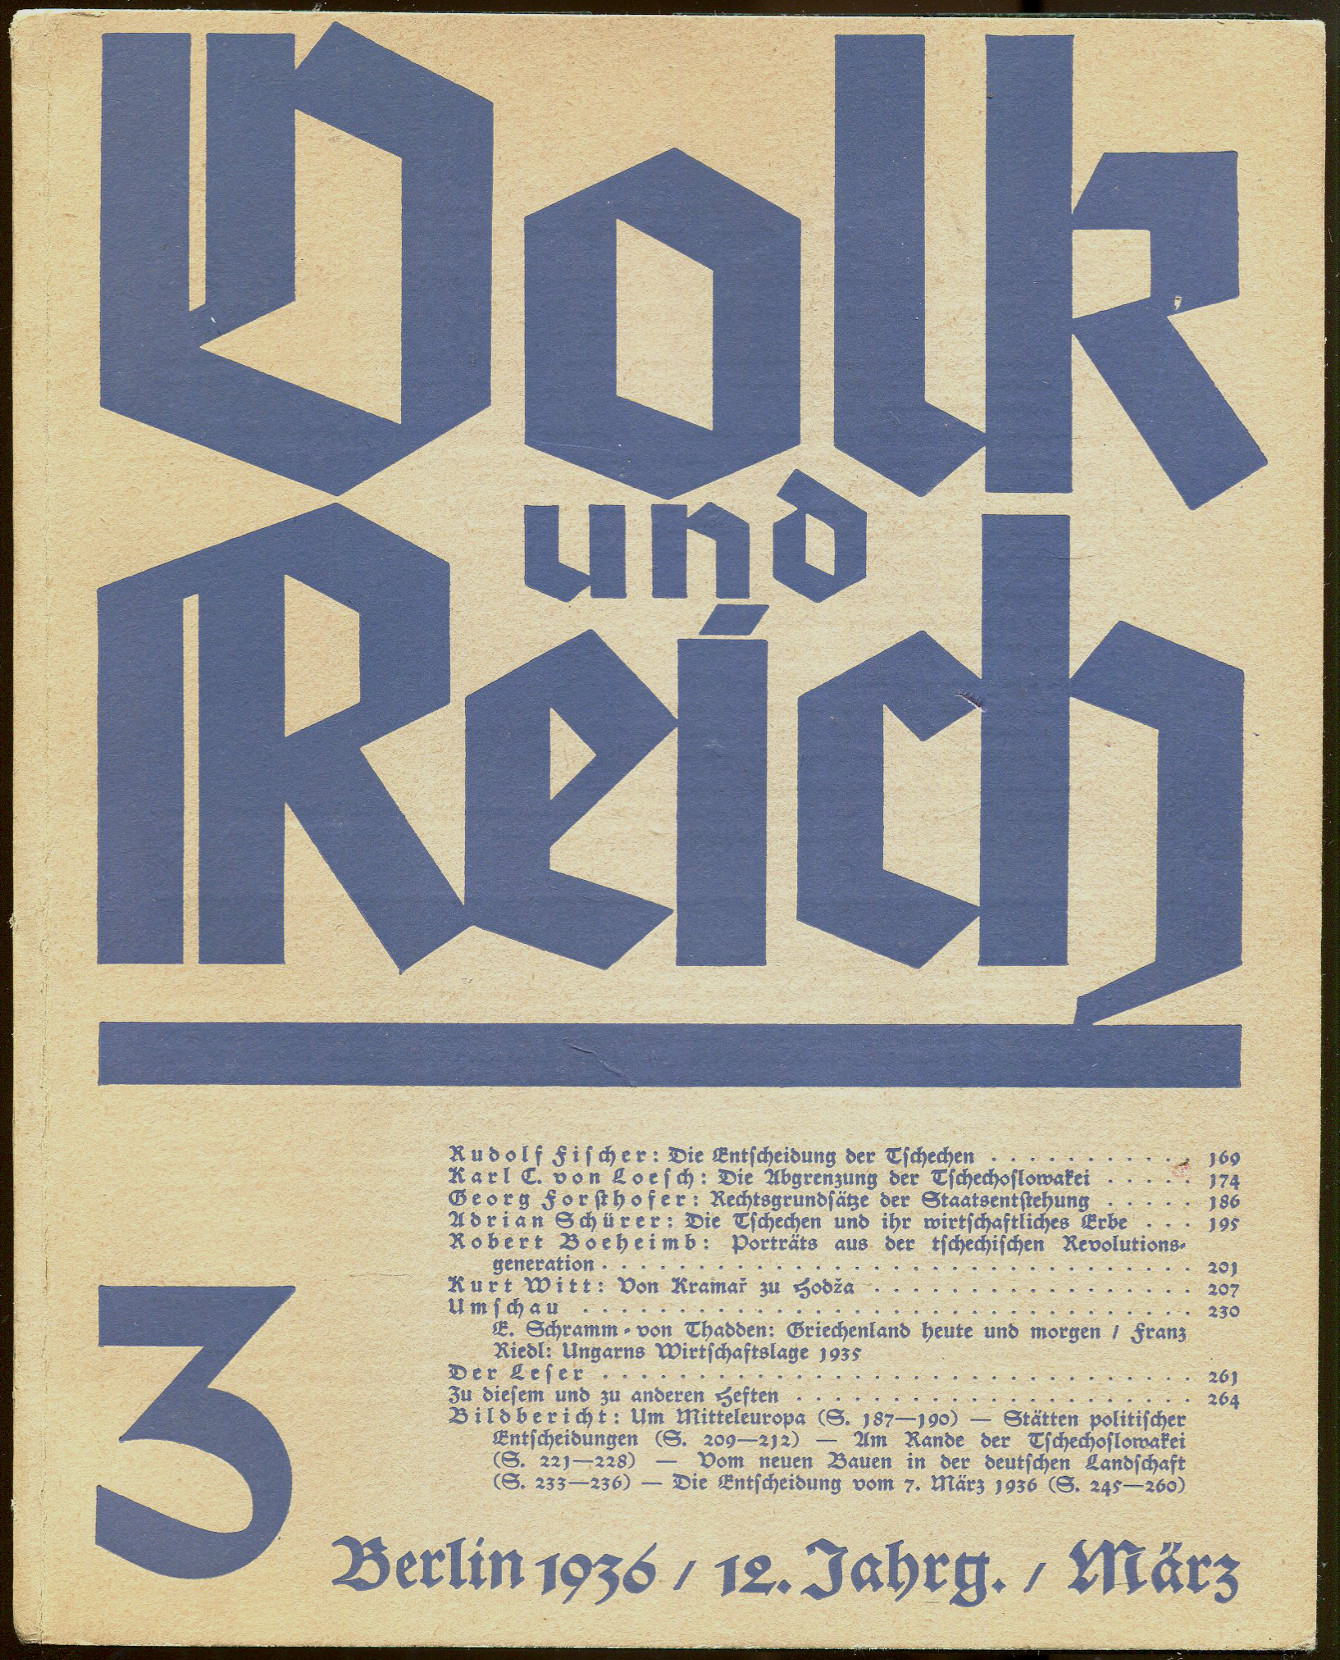 Volk
und
Reich
Rudolf Fischer: Die Entscheidung der Tschechen . . . . . . . . . . . 169
Karl C. von Loesch: Die Abgrenzung der Tschechoslowakei . . . . . 174
Georg Forsthofer: Rechtsgrundsätze der Staatsentstehung . . . . . 186
Adrian Schürer: Die Tschechen und ihr wirtschaftliches Erbe . . . 195
Robert Boeheimb: Porträts aus der tschechischen Revolutions-
generation . . . . . . . . . . . . . . . . . . . . . . . . . . . . . . 201
Kurt Witt: Von Kramař zu Hodža . . . . . . . . . . . . . . . . . 207
Umschau . . . . . . . . . . . . . . . . . . . . . . . . . . . . . . . 230
E. Schramm-von Thadden: Griechenland heute und morgen / Franz
Riedl: Ungarns Wirtschaftslage 1935
Der Leser . . . . . . . . . . . . . . . . . . . . . . . . . . . . . . 261
Zu diesem und zu anderen Heften . . . . . . . . . . . . . . . . . . . 264
Bildbericht: Um Mitteleuropa (S. 187—190) — Stätten politischer
Entscheidungen (S. 209—212) — Am Rande der Tschechoslowakei
(S. 221—228) — Vom neuen Bauen in der deutschen Landschaft
(S. 233—236) — Die Entscheidung vom 7. März 1936 (S. 245—260)
3
Berlin 1936 / 12. Jahrg. / März